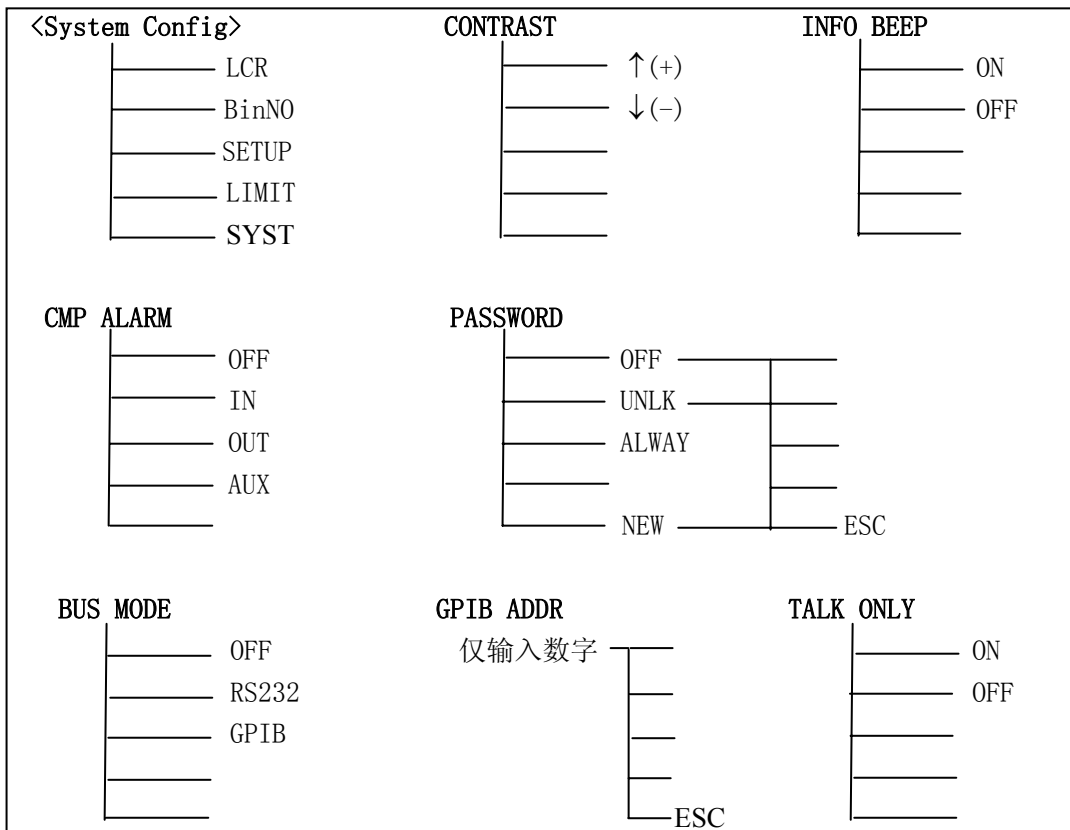 <System Config>
LCR
BinNO
SETUP
LIMIT
SYST
CONTRAST
↑(+)
↓(-)
INFO BEEP
ON
OFF
CMP ALARM
OFF
IN
OUT
AUX
PASSWORD
OFF
UNLK
ALWAY
NEW
ESC
BUS MODE
OFF
RS232
GPIB
GPIB ADDR
仅输入数字
ESC
TALK ONLY
ON
OFF